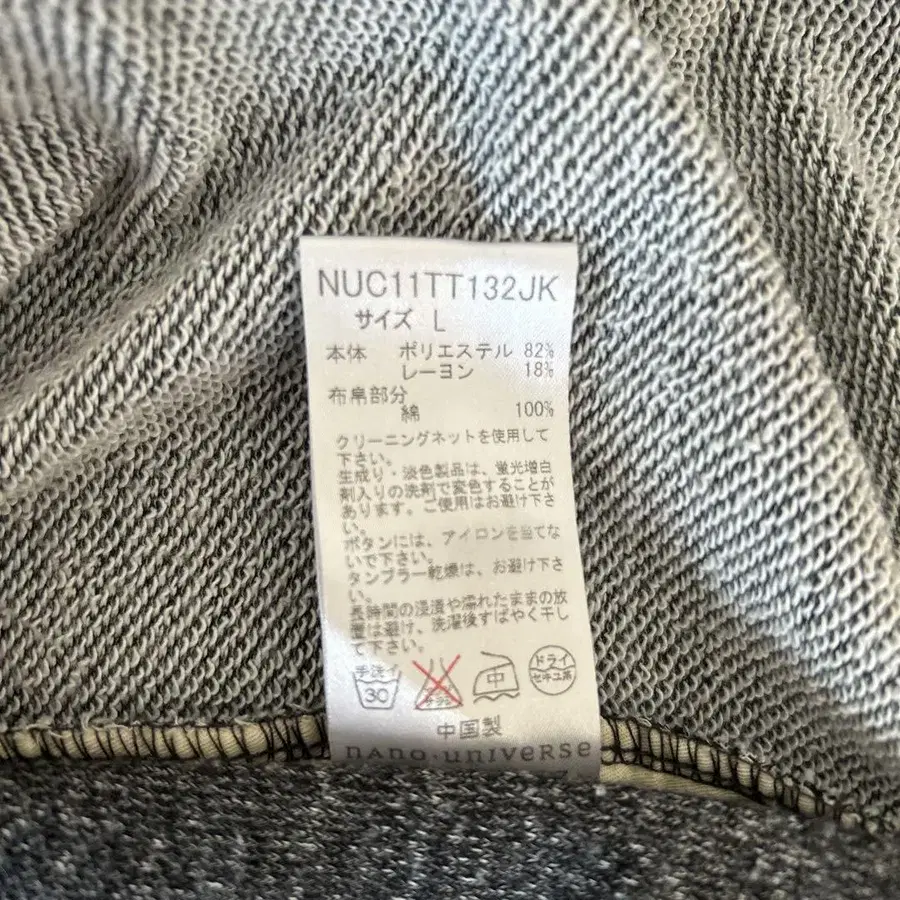 NUC11TT132JK
サイズ L
本体 ポリエステル 82%
レーヨン 18%
布帛部分
綿 100%
クリーニングネットを使用して
下さい。
生成り・淡色製品は、蛍光増白
剤入りの洗剤で変色することが
あります。ご使用はお避け下さ
い。
ボタンには、アイロンを当てな
いで下さい。
タンブラー乾燥は、お避け下さ
い。
長時間の浸漬や濡れたままの放
置は避け、洗濯後すばやく干し
て下さい。
手洗イ 30 エンソサラシ 中 ドライ セキユ系
中国製
nano・universe